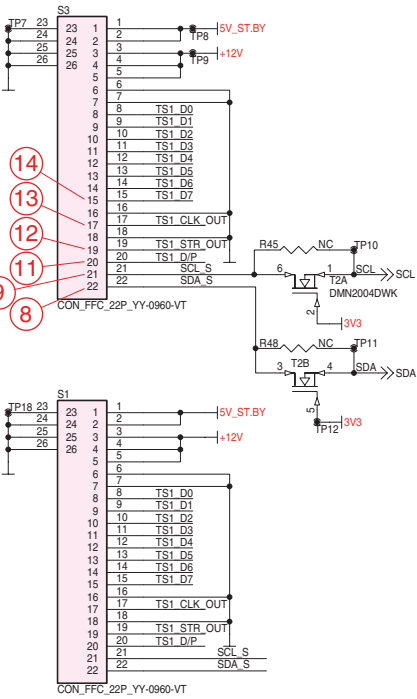 S3
TP7 23 23 1 1 5V_ST.BY
24 24 2 2 TP8
25 25 3 3 TP9 +12V
26 26 4 4
5 5
6 6
7 7
8 8 TS1_D0
9 9 TS1_D1
10 10 TS1_D2
11 11 TS1_D3
12 12 TS1_D4
13 13 TS1_D5
14 14 14 TS1_D6
15 15 TS1_D7
13 16 16
17 17 TS1_CLK_OUT
12 18 18
19 19 TS1_STR_OUT R45 NC TP10
11 20 20 TS1_D/P
9 21 21 SCL_S 6 1 SCL SCL
8 22 22 SDA_S T2A
CON_FFC_22P_YY-0960-VT DMN2004DWK
2
3V3
R48 NC TP11
T2B
3 4 SDA SDA
5
TP12 3V3
S1
TP18 23 23 1 1 5V_ST.BY
24 24 2 2
25 25 3 3 +12V
26 26 4 4
5 5
6 6
7 7
8 8 TS1_D0
9 9 TS1_D1
10 10 TS1_D2
11 11 TS1_D3
12 12 TS1_D4
13 13 TS1_D5
14 14 TS1_D6
15 15 TS1_D7
16 16
17 17 TS1_CLK_OUT
18 18
19 19 TS1_STR_OUT
20 20 TS1_D/P
21 21 SCL_S
22 22 SDA_S
CON_FFC_22P_YY-0960-VT